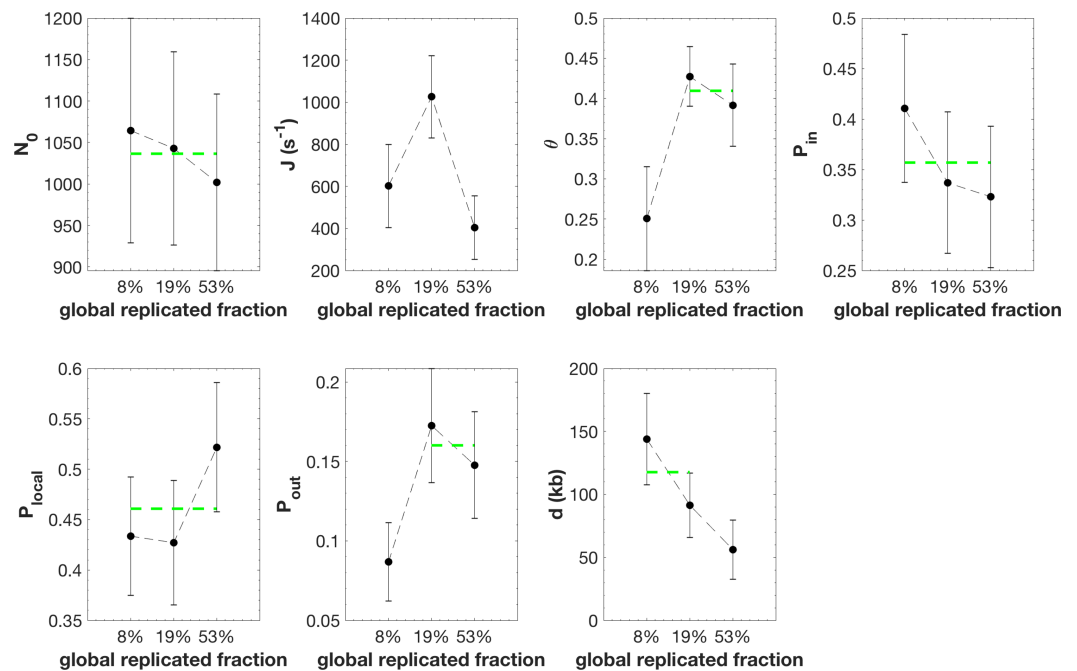 1200
1150
1100
1050
1000
950
900
N0
8% 19% 53%
global replicated fraction
1400
1200
1000
800
600
400
200
J (s-1)
8% 19% 53%
global replicated fraction
0.5
0.45
0.4
0.35
0.3
0.25
0.2
θ
8% 19% 53%
global replicated fraction
0.5
0.45
0.4
0.35
0.3
0.25
Pin
8% 19% 53%
global replicated fraction
0.6
0.55
0.5
0.45
0.4
0.35
Plocal
8% 19% 53%
global replicated fraction
0.2
0.15
0.1
0.05
Pout
8% 19% 53%
global replicated fraction
200
150
100
50
0
d (kb)
8% 19% 53%
global replicated fraction